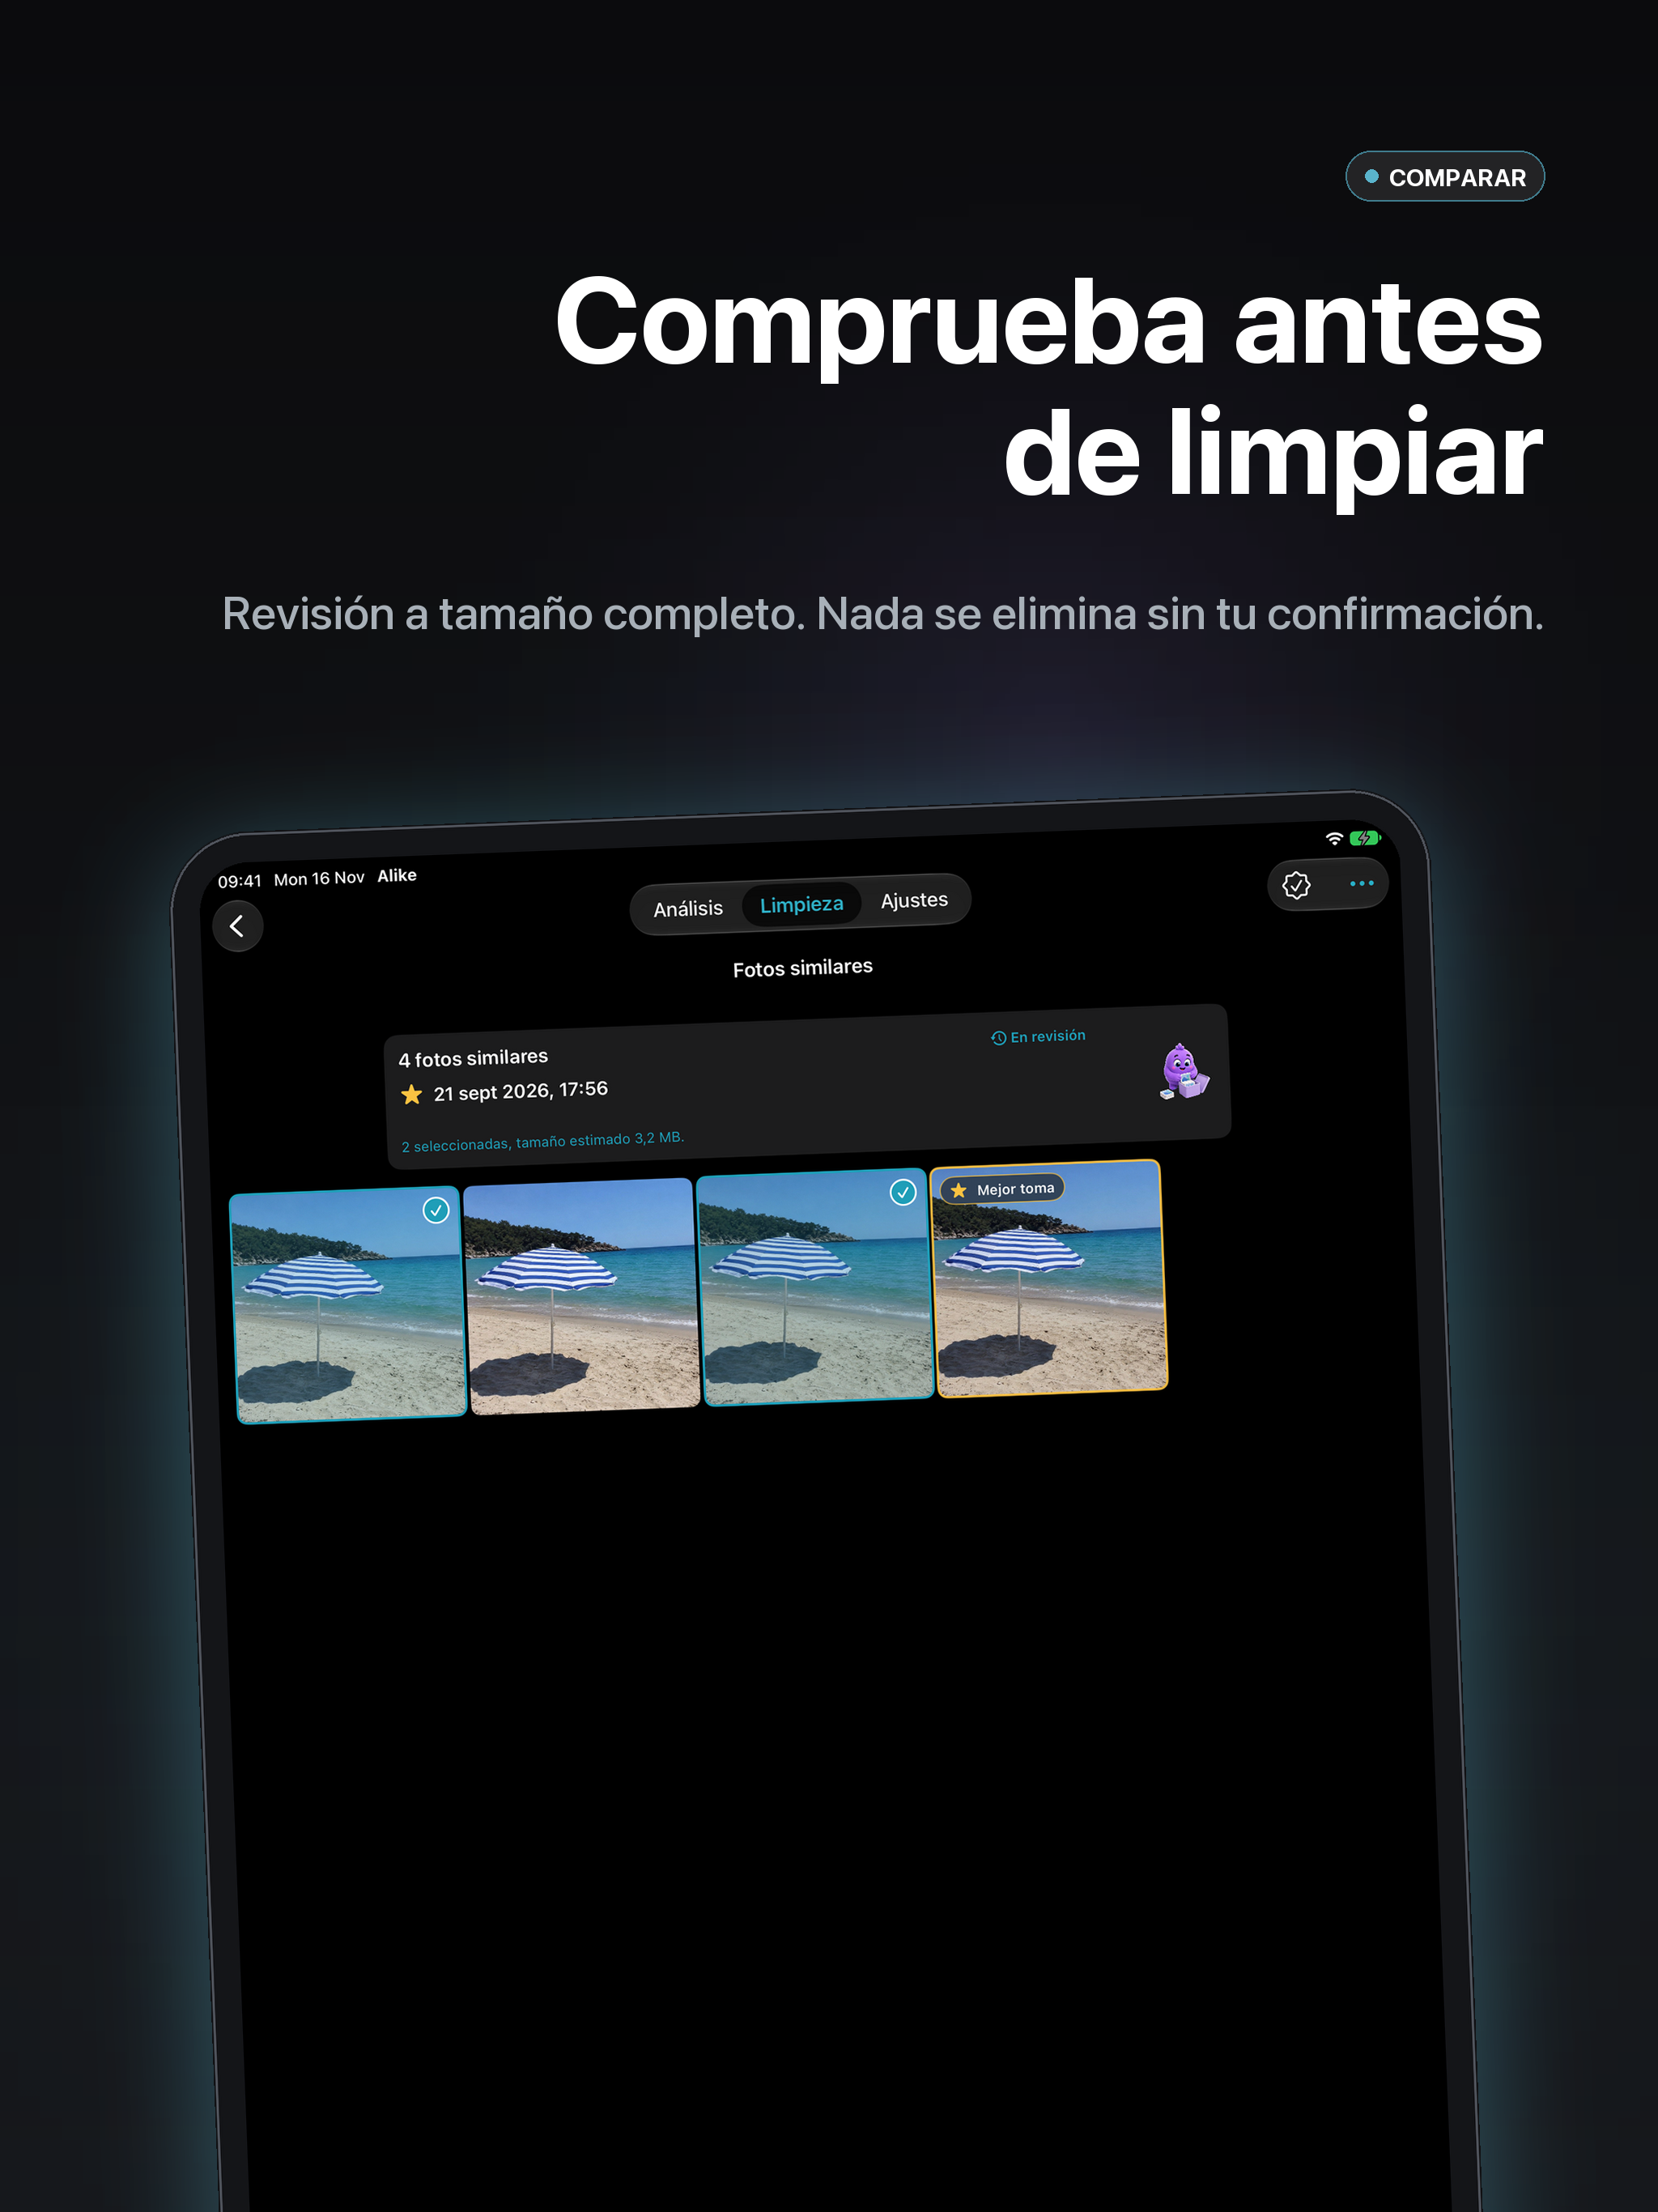 COMPARAR
Comprueba antes
de limpiar
Revisión a tamaño completo. Nada se elimina sin tu confirmación.
09:41 Mon 16 Nov Alike
Análisis Limpieza Ajustes
Fotos similares
4 fotos similares
En revisión
21 sept 2026, 17:56
2 seleccionadas, tamaño estimado 3,2 MB.
Mejor toma